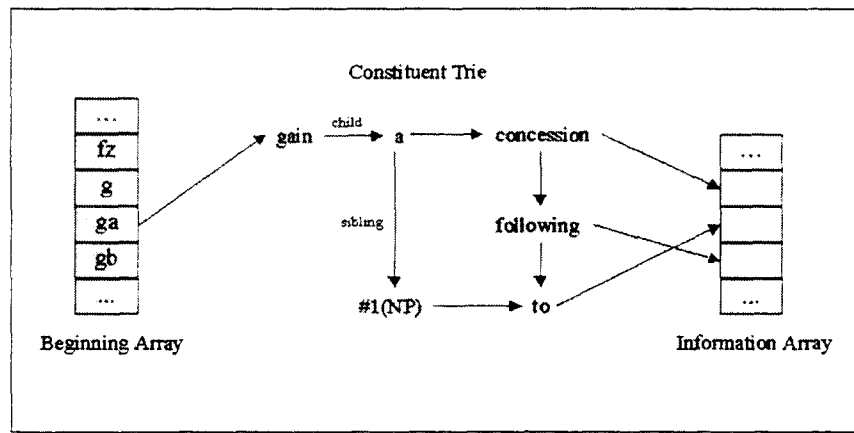 Constituent Trie
...
fz
g
ga
gb
...
Beginning Array
gain
child
a
concession
sibling
following
#1(NP)
to
...
...
Information Array